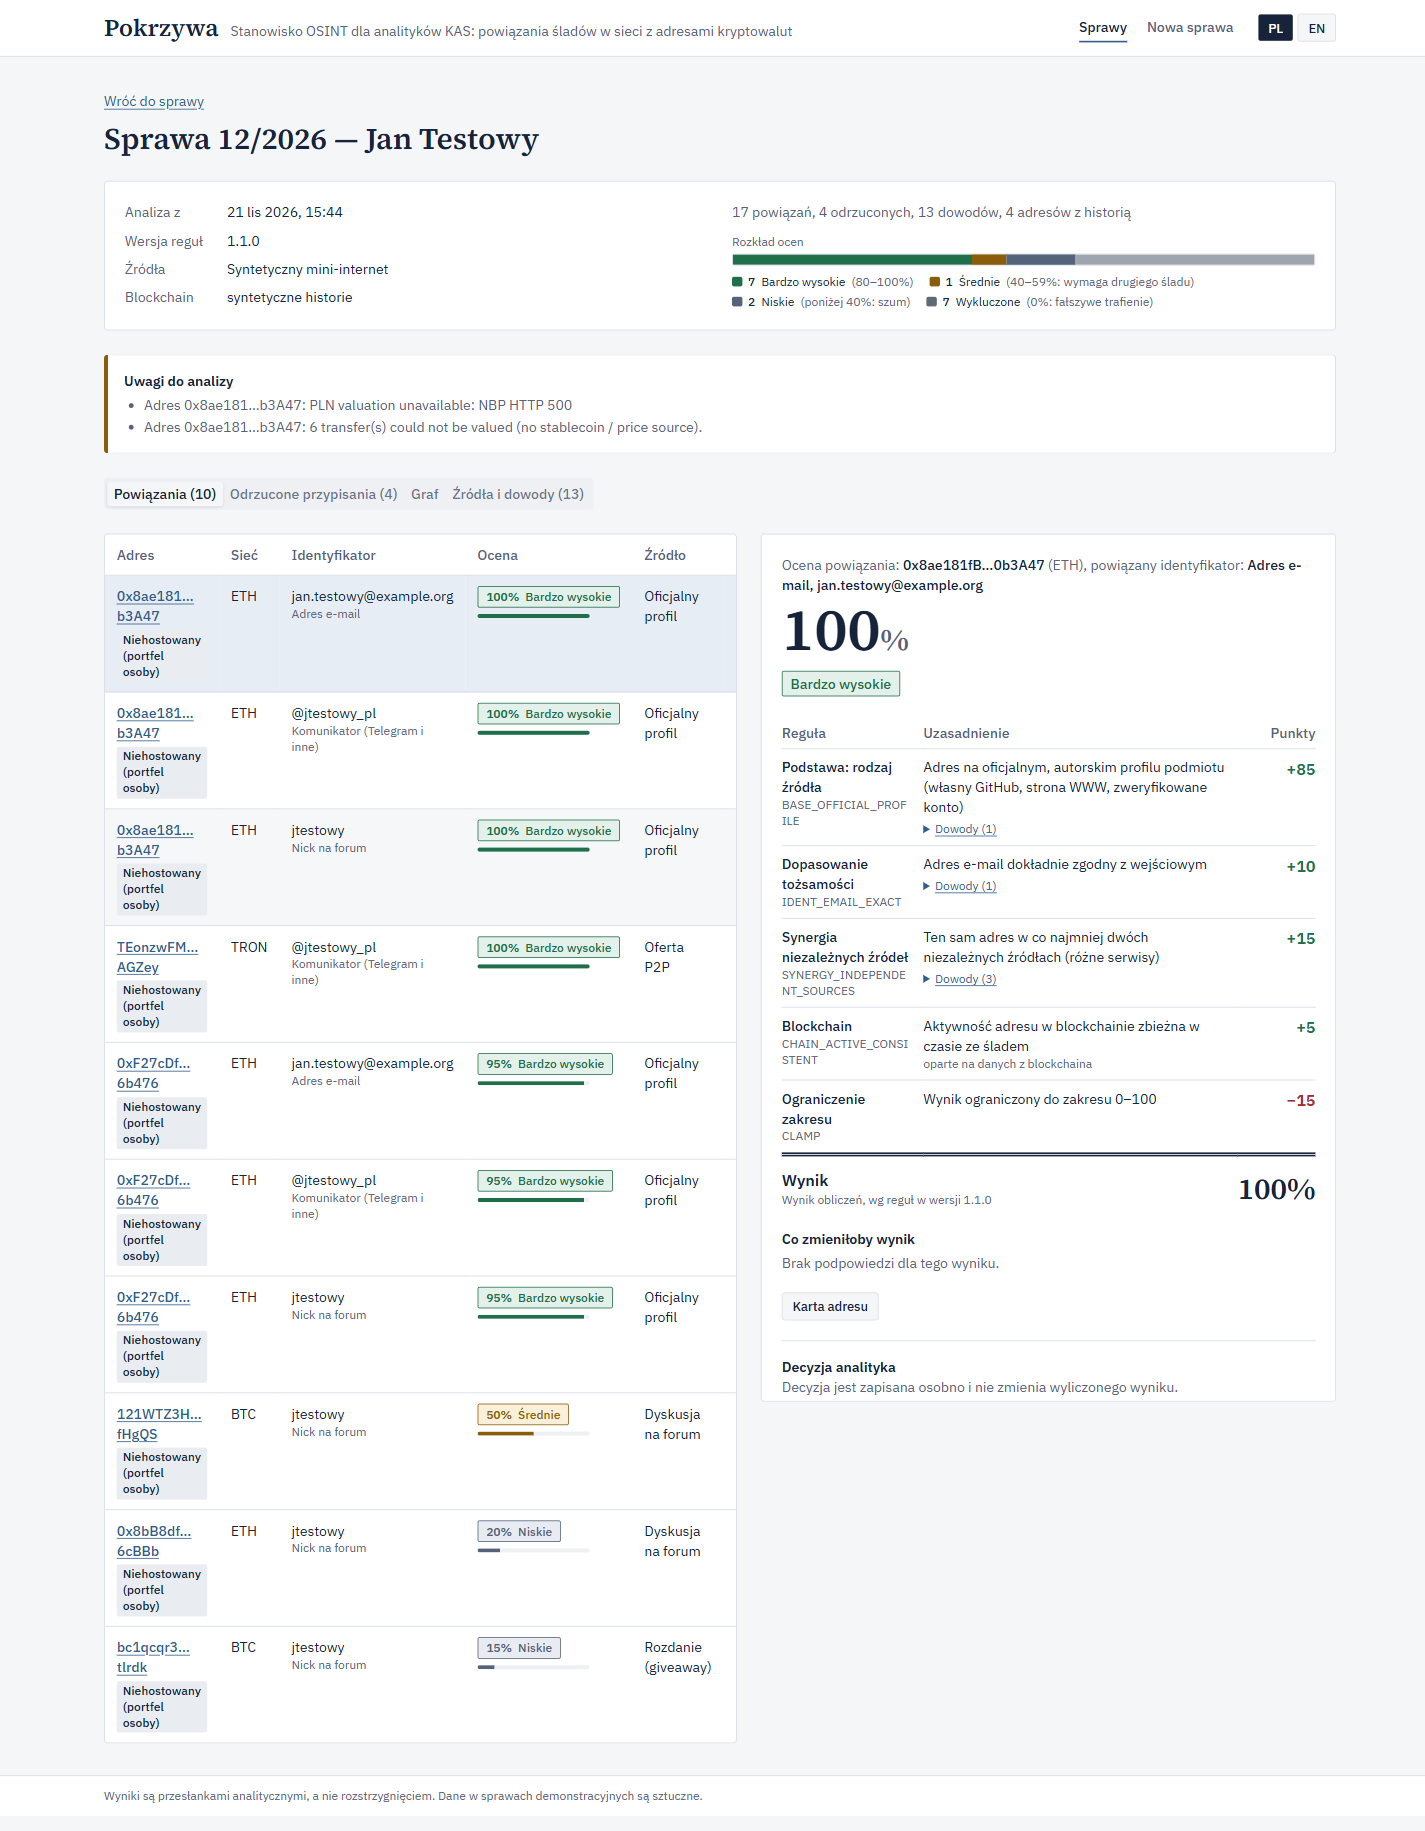 Pokrzywa Stanowisko OSINT dla analityków KAS: powiązania śladów w sieci z adresami kryptowalut Sprawy Nowa sprawa PL EN
Wróć do sprawy
Sprawa 12/2026 — Jan Testowy
Analiza z 21 lis 2026, 15:44
Wersja reguł 1.1.0
Źródła Syntetyczny mini-internet
Blockchain syntetyczne historie
17 powiązań, 4 odrzuconych, 13 dowodów, 4 adresów z historią
Rozkład ocen
7 Bardzo wysokie (80–100%) 1 Średnie (40–59%: wymaga drugiego śladu)
2 Niskie (poniżej 40%: szum) 7 Wykluczone (0%: fałszywe trafienie)
Uwagi do analizy
• Adres 0x8ae181…b3A47: PLN valuation unavailable: NBP HTTP 500
• Adres 0x8ae181…b3A47: 6 transfer(s) could not be valued (no stablecoin / price source).
Powiązania (10) Odrzucone przypisania (4) Graf Źródła i dowody (13)
Adres Sieć Identyfikator Ocena Źródło
0x8ae181… ETH jan.testowy@example.org 100% Bardzo wysokie Oficjalny
b3A47 Adres e-mail profil
Niehostowany
(portfel
osoby)
0x8ae181… ETH @jtestowy_pl 100% Bardzo wysokie Oficjalny
b3A47 Komunikator (Telegram i profil
inne)
Niehostowany
(portfel
osoby)
0x8ae181… ETH jtestowy 100% Bardzo wysokie Oficjalny
b3A47 Nick na forum profil
Niehostowany
(portfel
osoby)
TEonzwFM… TRON @jtestowy_pl 100% Bardzo wysokie Oferta
AGZey Komunikator (Telegram i P2P
inne)
Niehostowany
(portfel
osoby)
0xF27cDf… ETH jan.testowy@example.org 95% Bardzo wysokie Oficjalny
6b476 Adres e-mail profil
Niehostowany
(portfel
osoby)
0xF27cDf… ETH @jtestowy_pl 95% Bardzo wysokie Oficjalny
6b476 Komunikator (Telegram i profil
inne)
Niehostowany
(portfel
osoby)
0xF27cDf… ETH jtestowy 95% Bardzo wysokie Oficjalny
6b476 Nick na forum profil
Niehostowany
(portfel
osoby)
121WTZ3H… BTC jtestowy 50% Średnie Dyskusja
fHgQS Nick na forum na forum
Niehostowany
(portfel
osoby)
0x8bB8df… ETH jtestowy 20% Niskie Dyskusja
6cBBb Nick na forum na forum
Niehostowany
(portfel
osoby)
bc1qcqr3… BTC jtestowy 15% Niskie Rozdanie
tlrdk Nick na forum (giveaway)
Niehostowany
(portfel
osoby)
Ocena powiązania: 0x8ae181fB…0b3A47 (ETH), powiązany identyfikator: Adres e-
mail, jan.testowy@example.org
100%
Bardzo wysokie
Reguła Uzasadnienie Punkty
Podstawa: rodzaj Adres na oficjalnym, autorskim profilu podmiotu +85
źródła (własny GitHub, strona WWW, zweryfikowane
BASE_OFFICIAL_PROF konto)
ILE
Dowody (1)
Dopasowanie Adres e-mail dokładnie zgodny z wejściowym +10
tożsamości Dowody (1)
IDENT_EMAIL_EXACT
Synergia Ten sam adres w co najmniej dwóch +15
niezależnych źródeł niezależnych źródłach (różne serwisy)
SYNERGY_INDEPENDE Dowody (3)
NT_SOURCES
Blockchain Aktywność adresu w blockchainie zbieżna w +5
CHAIN_ACTIVE_CONSI czasie ze śladem
STENT oparte na danych z blockchaina
Ograniczenie Wynik ograniczony do zakresu 0–100 −15
zakresu
CLAMP
Wynik 100%
Wynik obliczeń, wg reguł w wersji 1.1.0
Co zmieniłoby wynik
Brak podpowiedzi dla tego wyniku.
Karta adresu
Decyzja analityka
Decyzja jest zapisana osobno i nie zmienia wyliczonego wyniku.
Wyniki są przesłankami analitycznymi, a nie rozstrzygnięciem. Dane w sprawach demonstracyjnych są sztuczne.